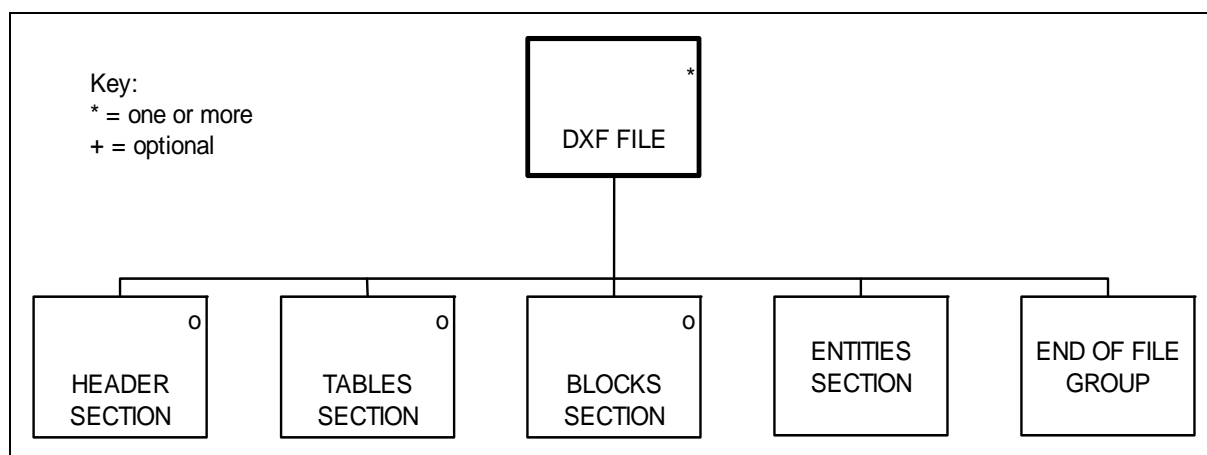 Key:
* = one or more
+ = optional
*
DXF FILE
o
HEADER
SECTION
o
TABLES
SECTION
o
BLOCKS
SECTION
ENTITIES
SECTION
END OF FILE
GROUP